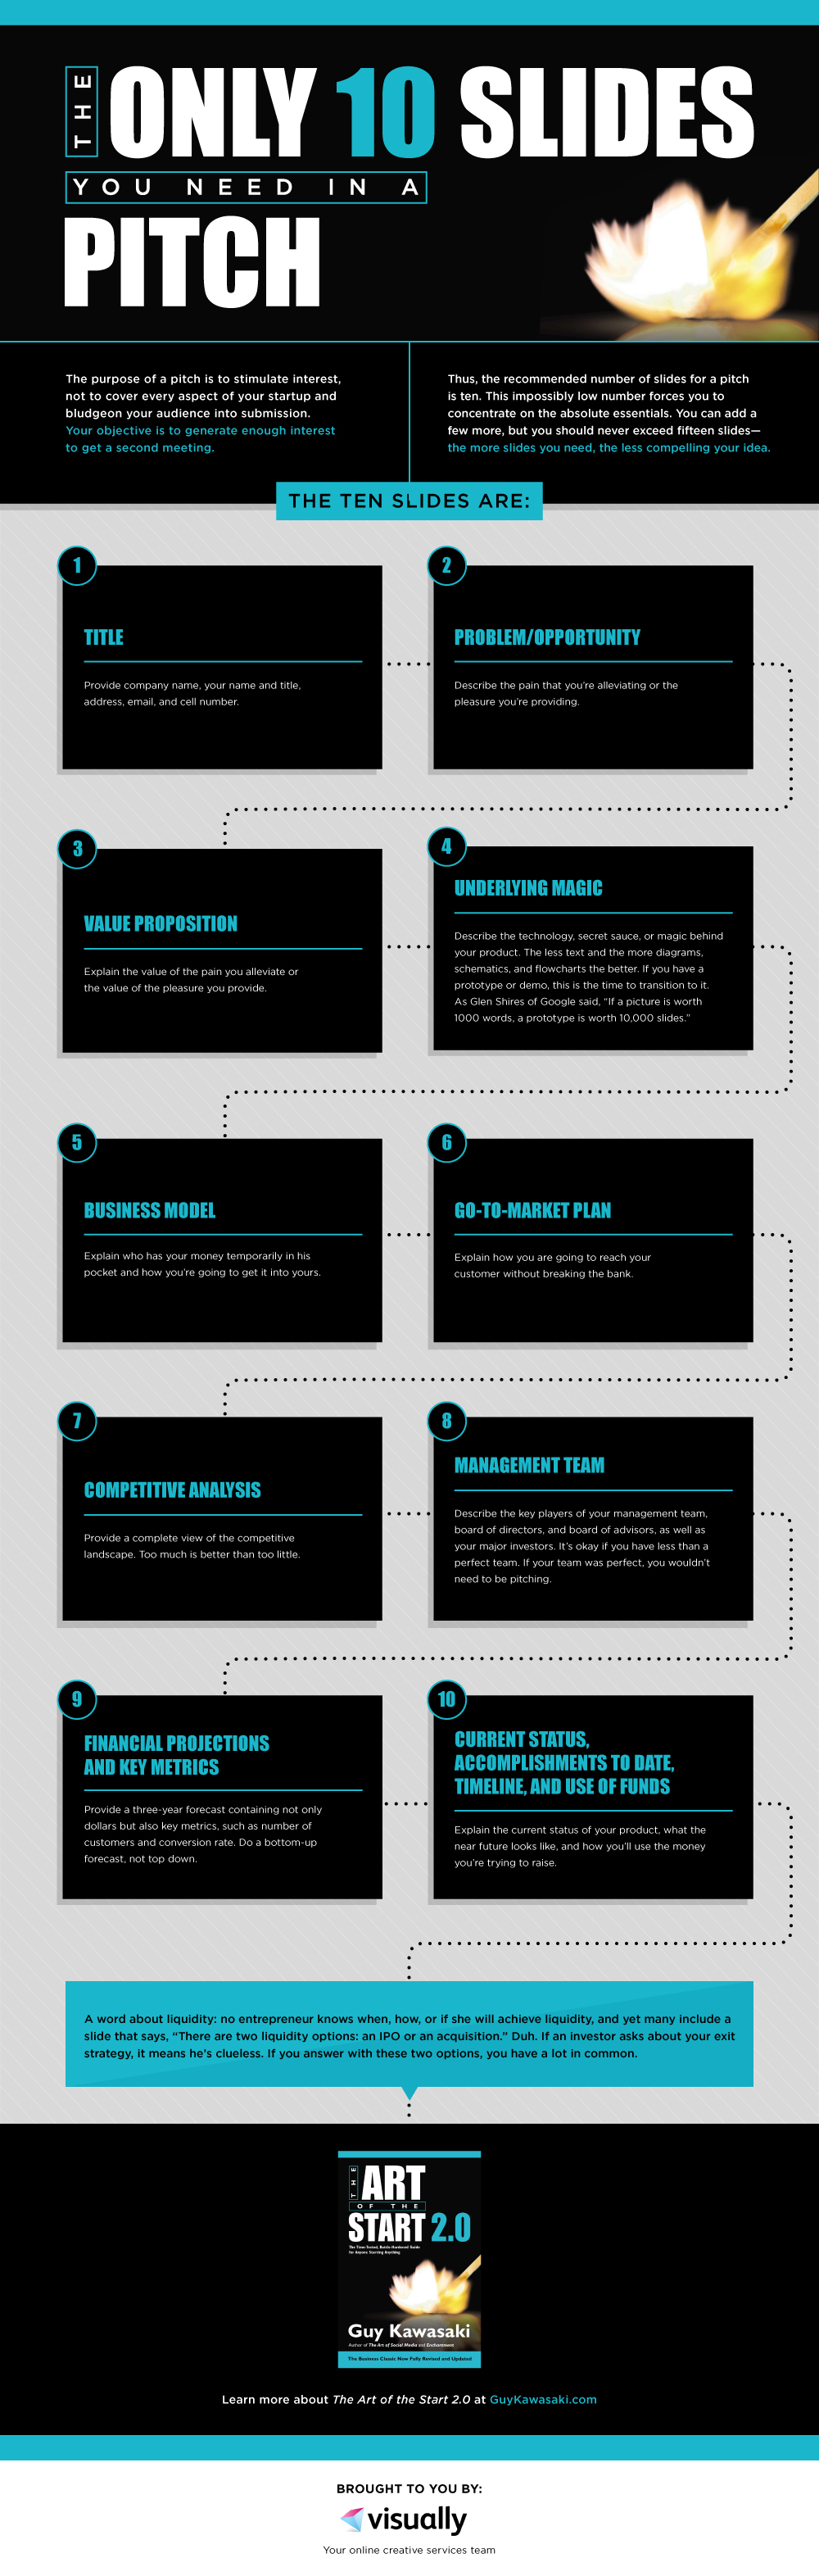 THE ONLY 10 SLIDES
YOU NEED IN A
PITCH
The purpose of a pitch is to stimulate interest,
not to cover every aspect of your startup and
bludgeon your audience into submission.
Your objective is to generate enough interest
to get a second meeting.
Thus, the recommended number of slides for a pitch
is ten. This impossibly low number forces you to
concentrate on the absolute essentials. You can add a
few more, but you should never exceed fifteen slides—
the more slides you need, the less compelling your idea.
THE TEN SLIDES ARE:
1
TITLE
Provide company name, your name and title,
address, email, and cell number.
2
PROBLEM/OPPORTUNITY
Describe the pain that you're alleviating or the
pleasure you're providing.
3
VALUE PROPOSITION
Explain the value of the pain you alleviate or
the value of the pleasure you provide.
4
UNDERLYING MAGIC
Describe the technology, secret sauce, or magic behind
your product. The less text and the more diagrams,
schematics, and flowcharts the better. If you have a
prototype or demo, this is the time to transition to it.
As Glen Shires of Google said, “If a picture is worth
1000 words, a prototype is worth 10,000 slides.”
5
BUSINESS MODEL
Explain who has your money temporarily in his
pocket and how you're going to get it into yours.
6
GO-TO-MARKET PLAN
Explain how you are going to reach your
customer without breaking the bank.
7
COMPETITIVE ANALYSIS
Provide a complete view of the competitive
landscape. Too much is better than too little.
8
MANAGEMENT TEAM
Describe the key players of your management team,
board of directors, and board of advisors, as well as
your major investors. It's okay if you have less than a
perfect team. If your team was perfect, you wouldn't
need to be pitching.
9
FINANCIAL PROJECTIONS
AND KEY METRICS
Provide a three-year forecast containing not only
dollars but also key metrics, such as number of
customers and conversion rate. Do a bottom-up
forecast, not top down.
10
CURRENT STATUS,
ACCOMPLISHMENTS TO DATE,
TIMELINE, AND USE OF FUNDS
Explain the current status of your product, what the
near future looks like, and how you'll use the money
you're trying to raise.
A word about liquidity: no entrepreneur knows when, how, or if she will achieve liquidity, and yet many include a
slide that says, “There are two liquidity options: an IPO or an acquisition.” Duh. If an investor asks about your exit
strategy, it means he's clueless. If you answer with these two options, you have a lot in common.
THE ART
OF THE
START 2.0
The Time-Tested, Battle-Hardened Guide
for Anyone Starting Anything
Guy Kawasaki
Author of The Art of Social Media and Enchantment
The Business Classic Now Fully Revised and Updated
Learn more about The Art of the Start 2.0 at GuyKawasaki.com
BROUGHT TO YOU BY:
visually
Your online creative services team